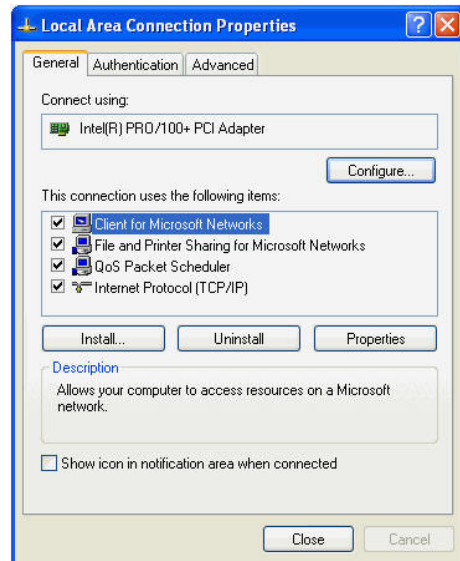 Local Area Connection Properties
General Authentication Advanced
Connect using:
Intel(R) PRO/100+ PCI Adapter
Configure...
This connection uses the following items:
Client for Microsoft Networks
File and Printer Sharing for Microsoft Networks
QoS Packet Scheduler
Internet Protocol (TCP/IP)
Install... Uninstall Properties
Description
Allows your computer to access resources on a Microsoft
network.
Show icon in notification area when connected
Close Cancel